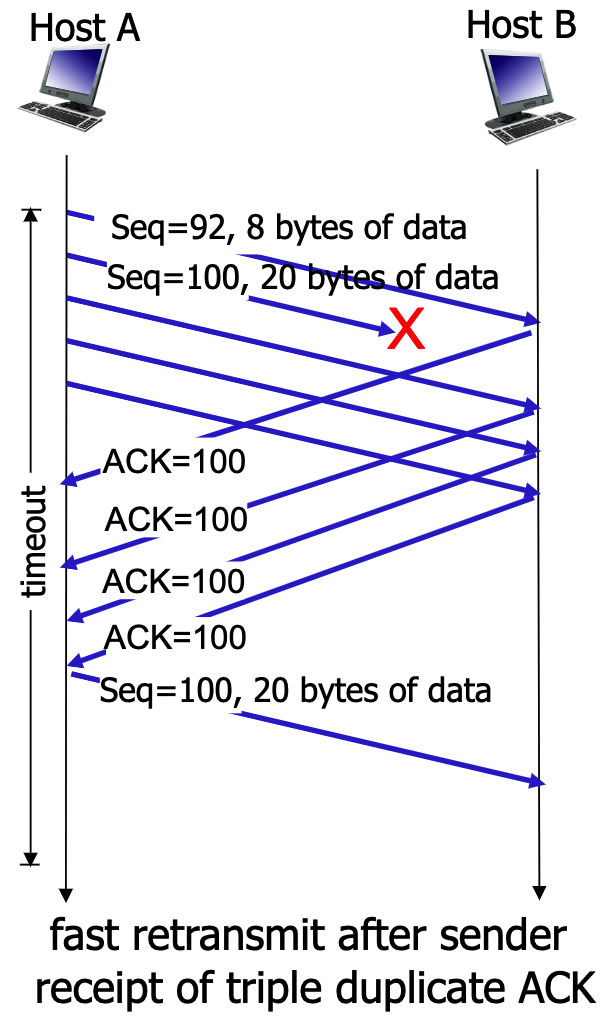 Host A
Host B
Seq=92, 8 bytes of data
Seq=100, 20 bytes of data
X
ACK=100
timeout
ACK=100
ACK=100
ACK=100
Seq=100, 20 bytes of data
fast retransmit after sender
receipt of triple duplicate ACK